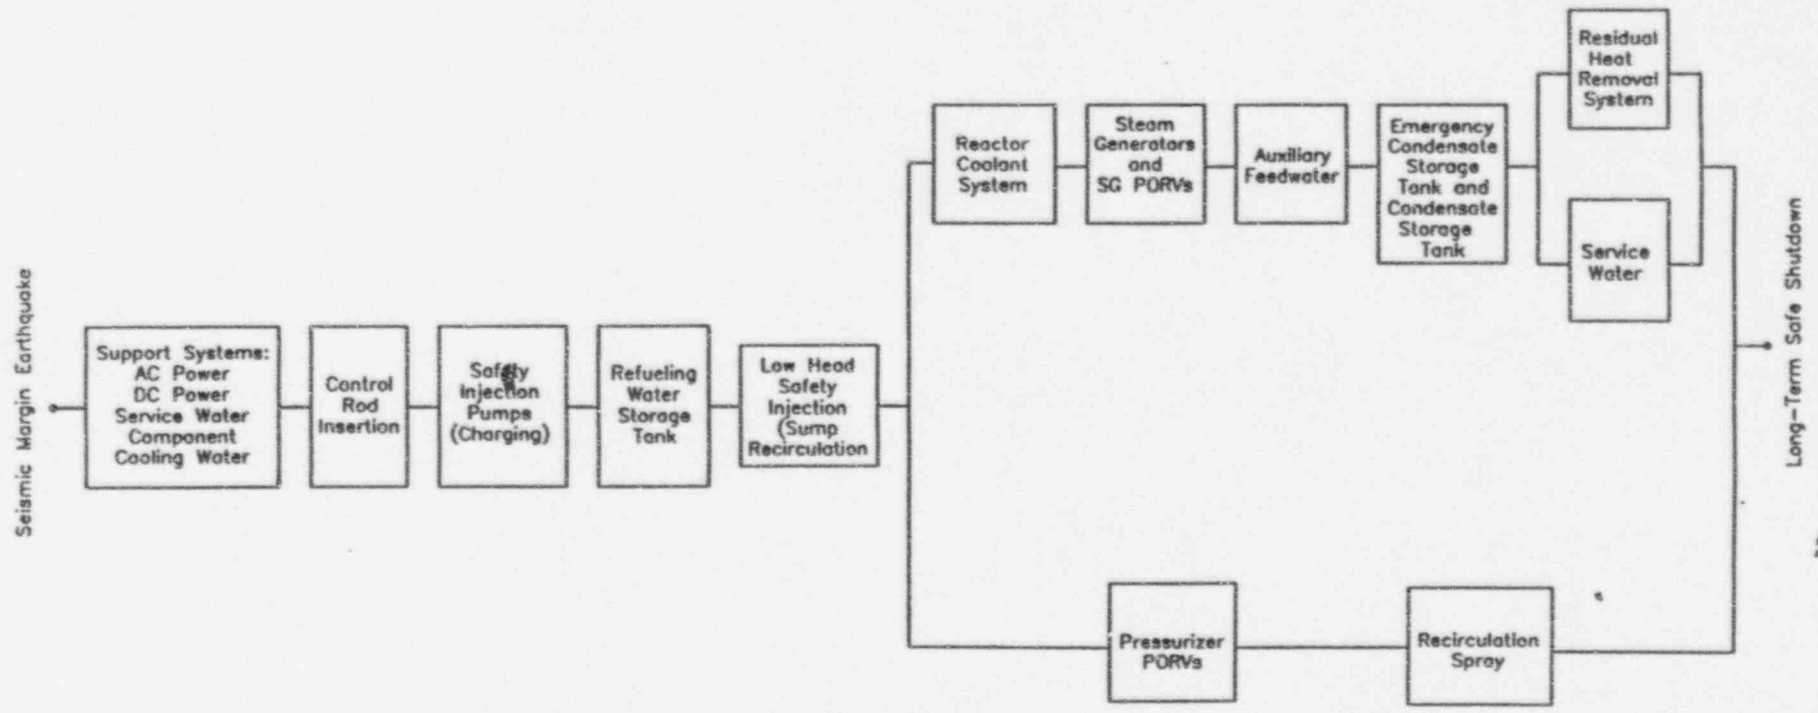 Seismic Margin Earthquake
Support Systems:
AC Power
DC Power
Service Water
Component
Cooling Water
Control
Rod
Insertion
Safety
Injection
Pumps
(Charging)
Refueling
Water
Storage
Tank
Low Head
Safety
Injection
(Sump
Recirculation
Reactor
Coolant
System
Steam
Generators
and
SG PORVs
Auxiliary
Feedwater
Emergency
Condensate
Storage
Tank and
Condensate
Storage
Tank
Residual
Heat
Removal
System
Service
Water
Pressurizer
PORVs
Recirculation
Spray
Long-Term Safe Shutdown